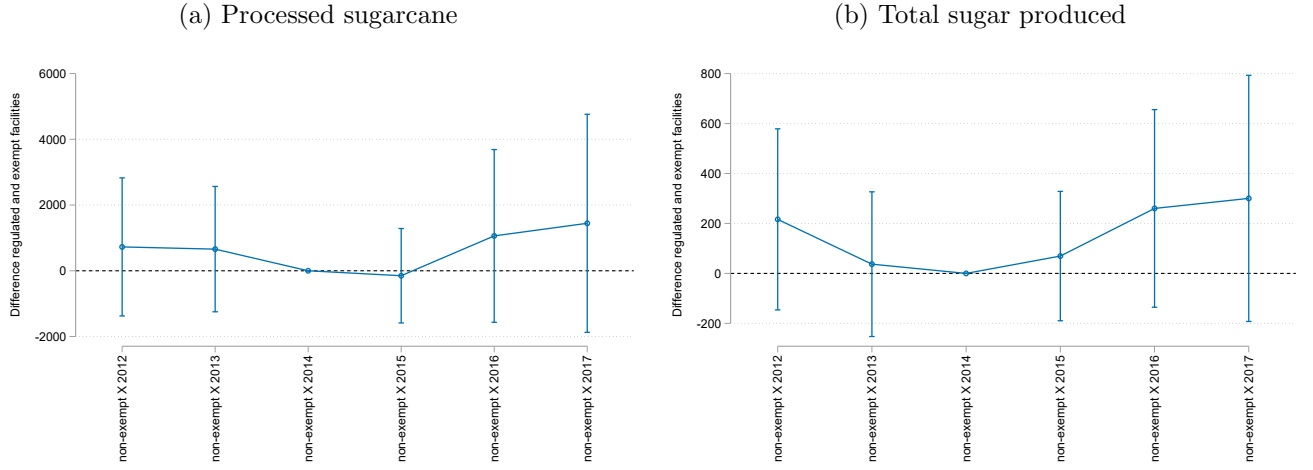 (a) Processed sugarcane
Difference regulated and exempt facilities
6000
4000
2000
0
-2000
non-exempt X 2012
non-exempt X 2013
non-exempt X 2014
non-exempt X 2015
non-exempt X 2016
non-exempt X 2017
(b) Total sugar produced
Difference regulated and exempt facilities
800
600
400
200
0
-200
non-exempt X 2012
non-exempt X 2013
non-exempt X 2014
non-exempt X 2015
non-exempt X 2016
non-exempt X 2017